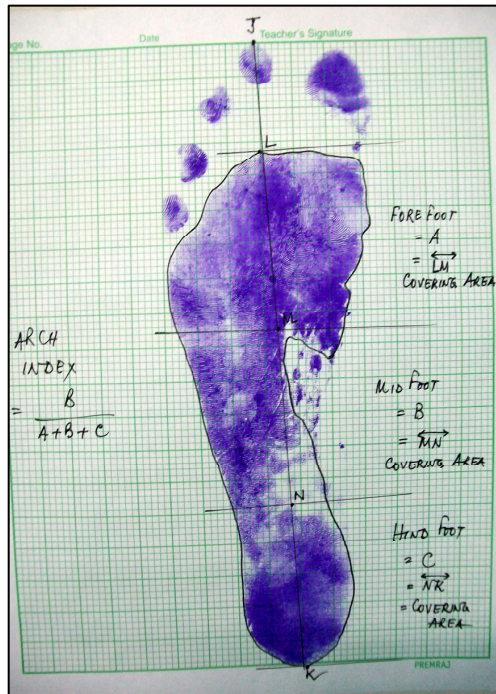 J
ge No.
Date
Teacher's Signature
L
FORE FOOT
= A
= LM
COVERING AREA
M
ARCH
INDEX
= B
A+B+C
MID FOOT
= B
= MN
COVERING AREA
N
HIND FOOT
= C
= NK
= COVERING
AREA
K
PREMRAJ